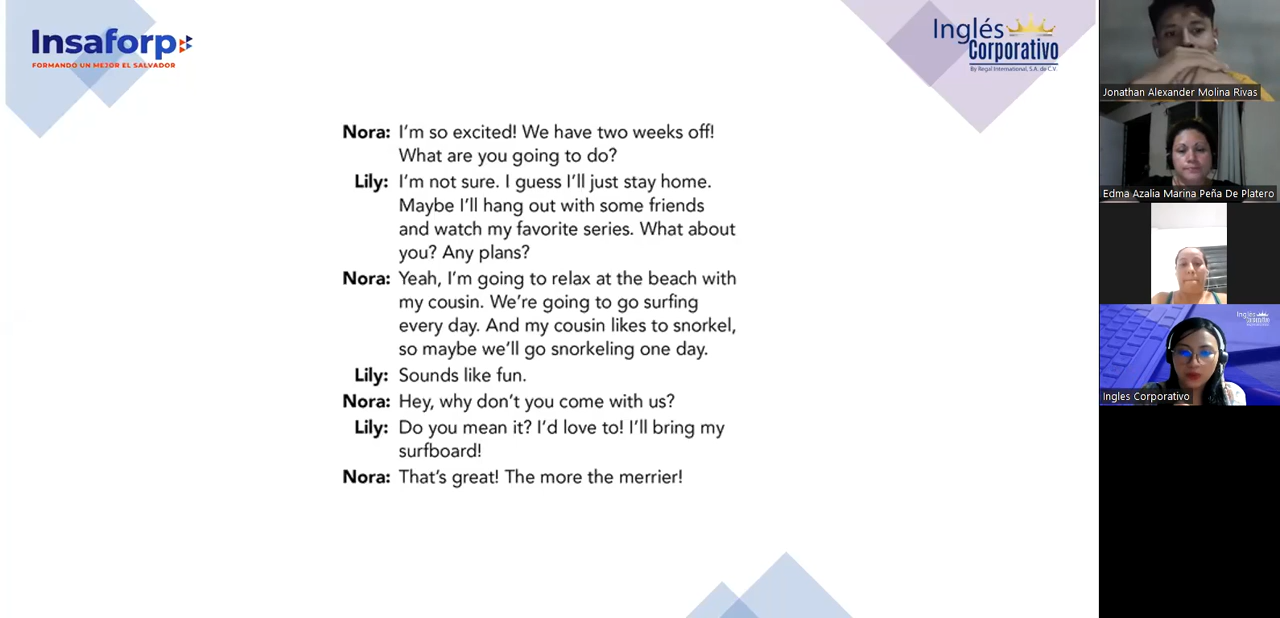 Insaforp
FORMANDO UN MEJOR EL SALVADOR
Inglés
Corporativo
By Regal International, S.A. de C.V.
Nora: I'm so excited! We have two weeks off!
What are you going to do?
Lily: I'm not sure. I guess I'll just stay home.
Maybe I'll hang out with some friends
and watch my favorite series. What about
you? Any plans?
Nora: Yeah, I'm going to relax at the beach with
my cousin. We're going to go surfing
every day. And my cousin likes to snorkel,
so maybe we'll go snorkeling one day.
Lily: Sounds like fun.
Nora: Hey, why don't you come with us?
Lily: Do you mean it? I'd love to! I'll bring my
surfboard!
Nora: That's great! The more the merrier!
Jonathan Alexander Molina Rivas
Edma Azalia Marina Peña De Platero
Inglés
Ingles Corporativo